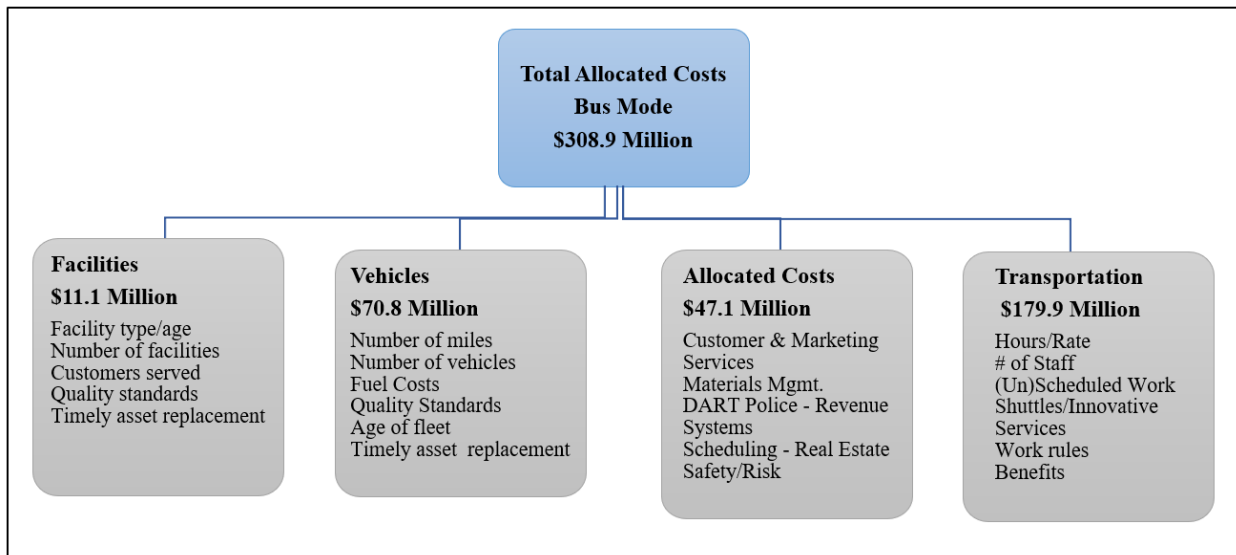 Total Allocated Costs
Bus Mode
$308.9 Million
Facilities
$11.1 Million
Facility type/age
Number of facilities
Customers served
Quality standards
Timely asset replacement
Vehicles
$70.8 Million
Number of miles
Number of vehicles
Fuel Costs
Quality Standards
Age of fleet
Timely asset replacement
Allocated Costs
$47.1 Million
Customer & Marketing
Services
Materials Mgmt.
DART Police - Revenue
Systems
Scheduling - Real Estate
Safety/Risk
Transportation
$179.9 Million
Hours/Rate
# of Staff
(Un)Scheduled Work
Shuttles/Innovative
Services
Work rules
Benefits